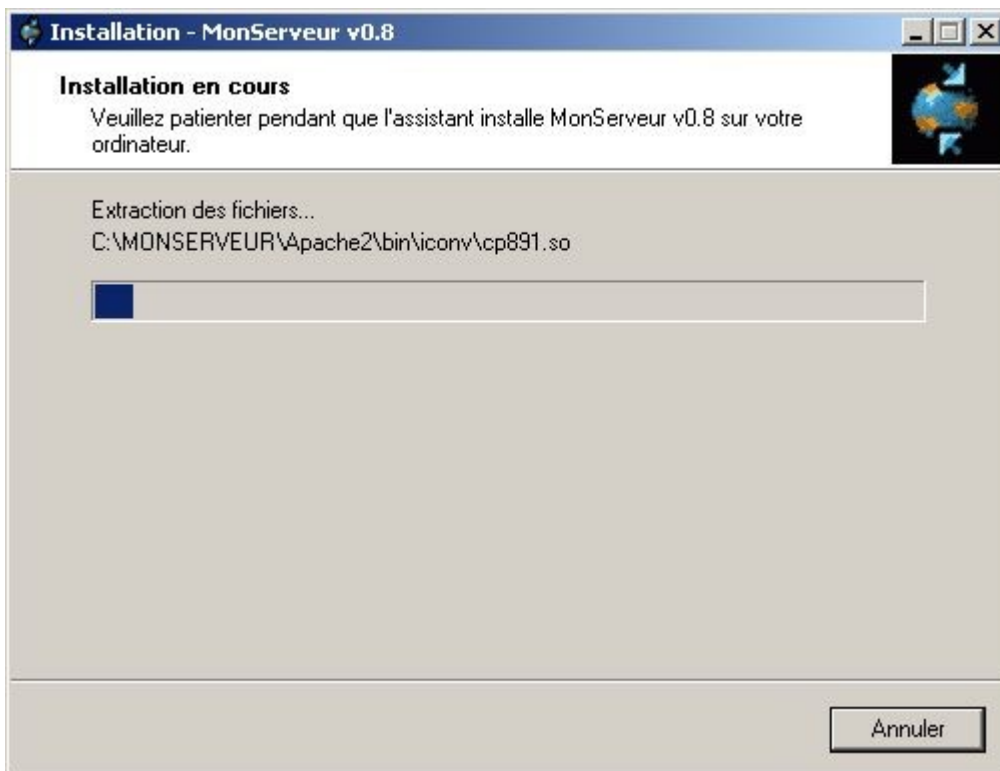 Installation - MonServeur v0.8
Installation en cours
Veuillez patienter pendant que l'assistant installe MonServeur v0.8 sur votre
ordinateur.
Extraction des fichiers...
C:\MONSERVEUR\Apache2\bin\iconv\cp891.so
Annuler